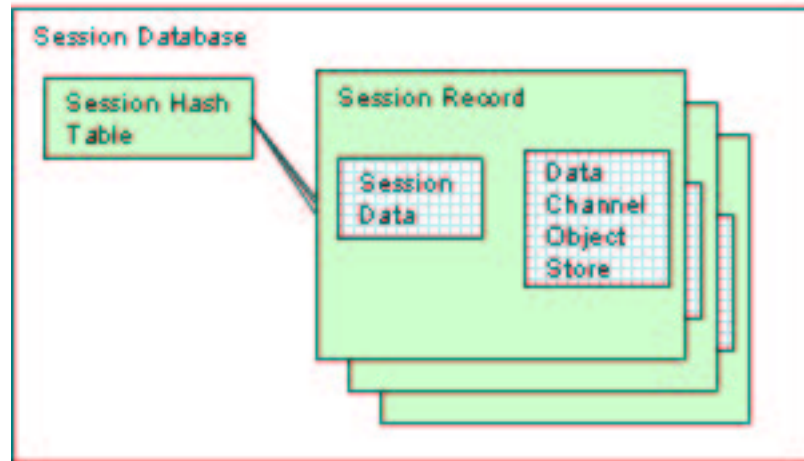 Session Database
Session Hash
Table
Session Record
Session
Data
Data
Channel
Object
Store